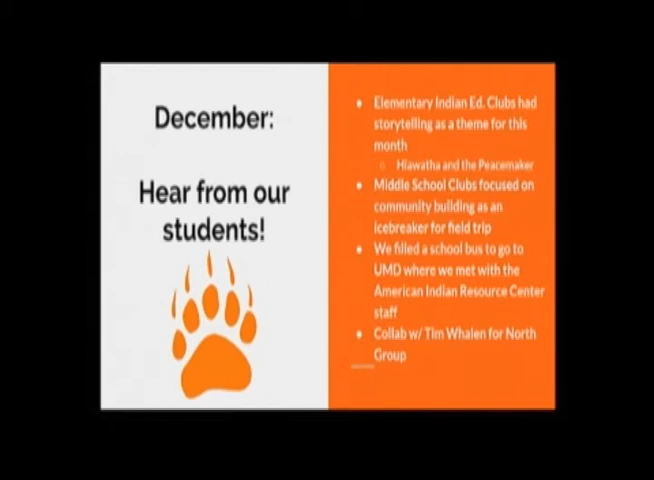 December:
Hear from our
students!
Elementary Indian Ed. Clubs had
storytelling as a theme for this
month
Hiawatha and the Peacemaker
Middle School Clubs focused on
community building as an
icebreaker for field trip
We filled a school bus to go to
UMD where we met with the
American Indian Resource Center
staff
Collab w/ Tim Whalen for North
Group